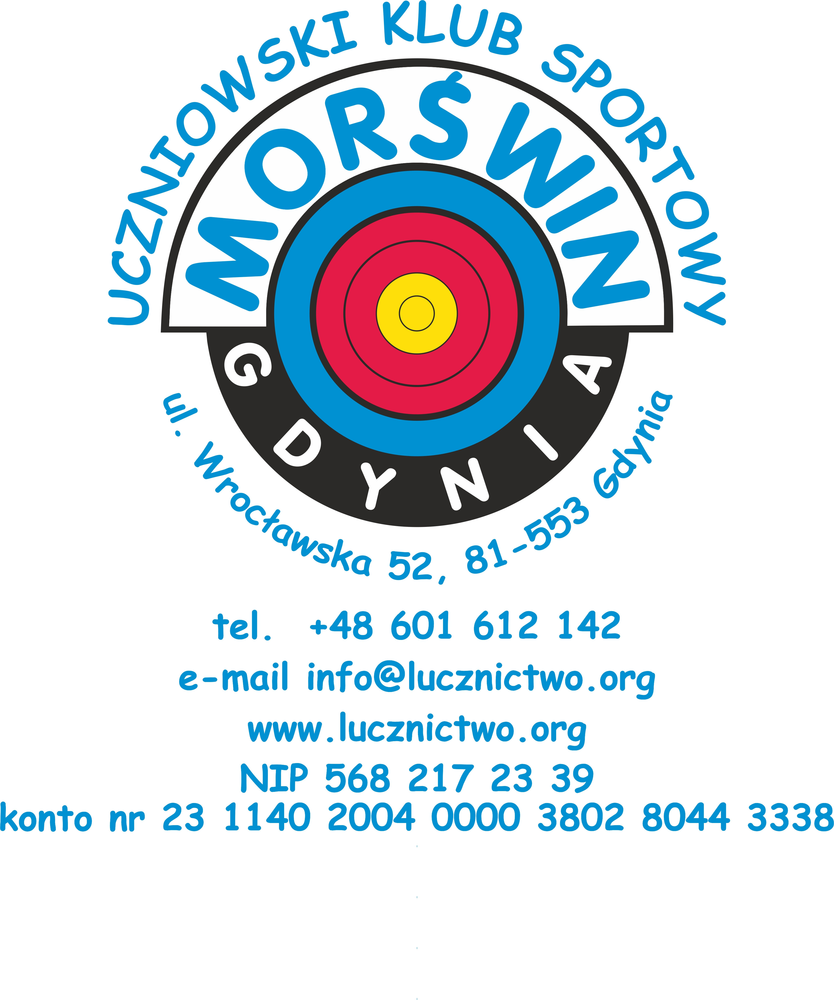 UCZNIOWSKI KLUB SPORTOWY
MORŚWIN
GDYNIA
ul. Wrocławska 52, 81-553 Gdynia
tel. +48 601 612 142
e-mail info@lucznictwo.org
www.lucznictwo.org
NIP 568 217 23 39
konto nr 23 1140 2004 0000 3802 8044 3338